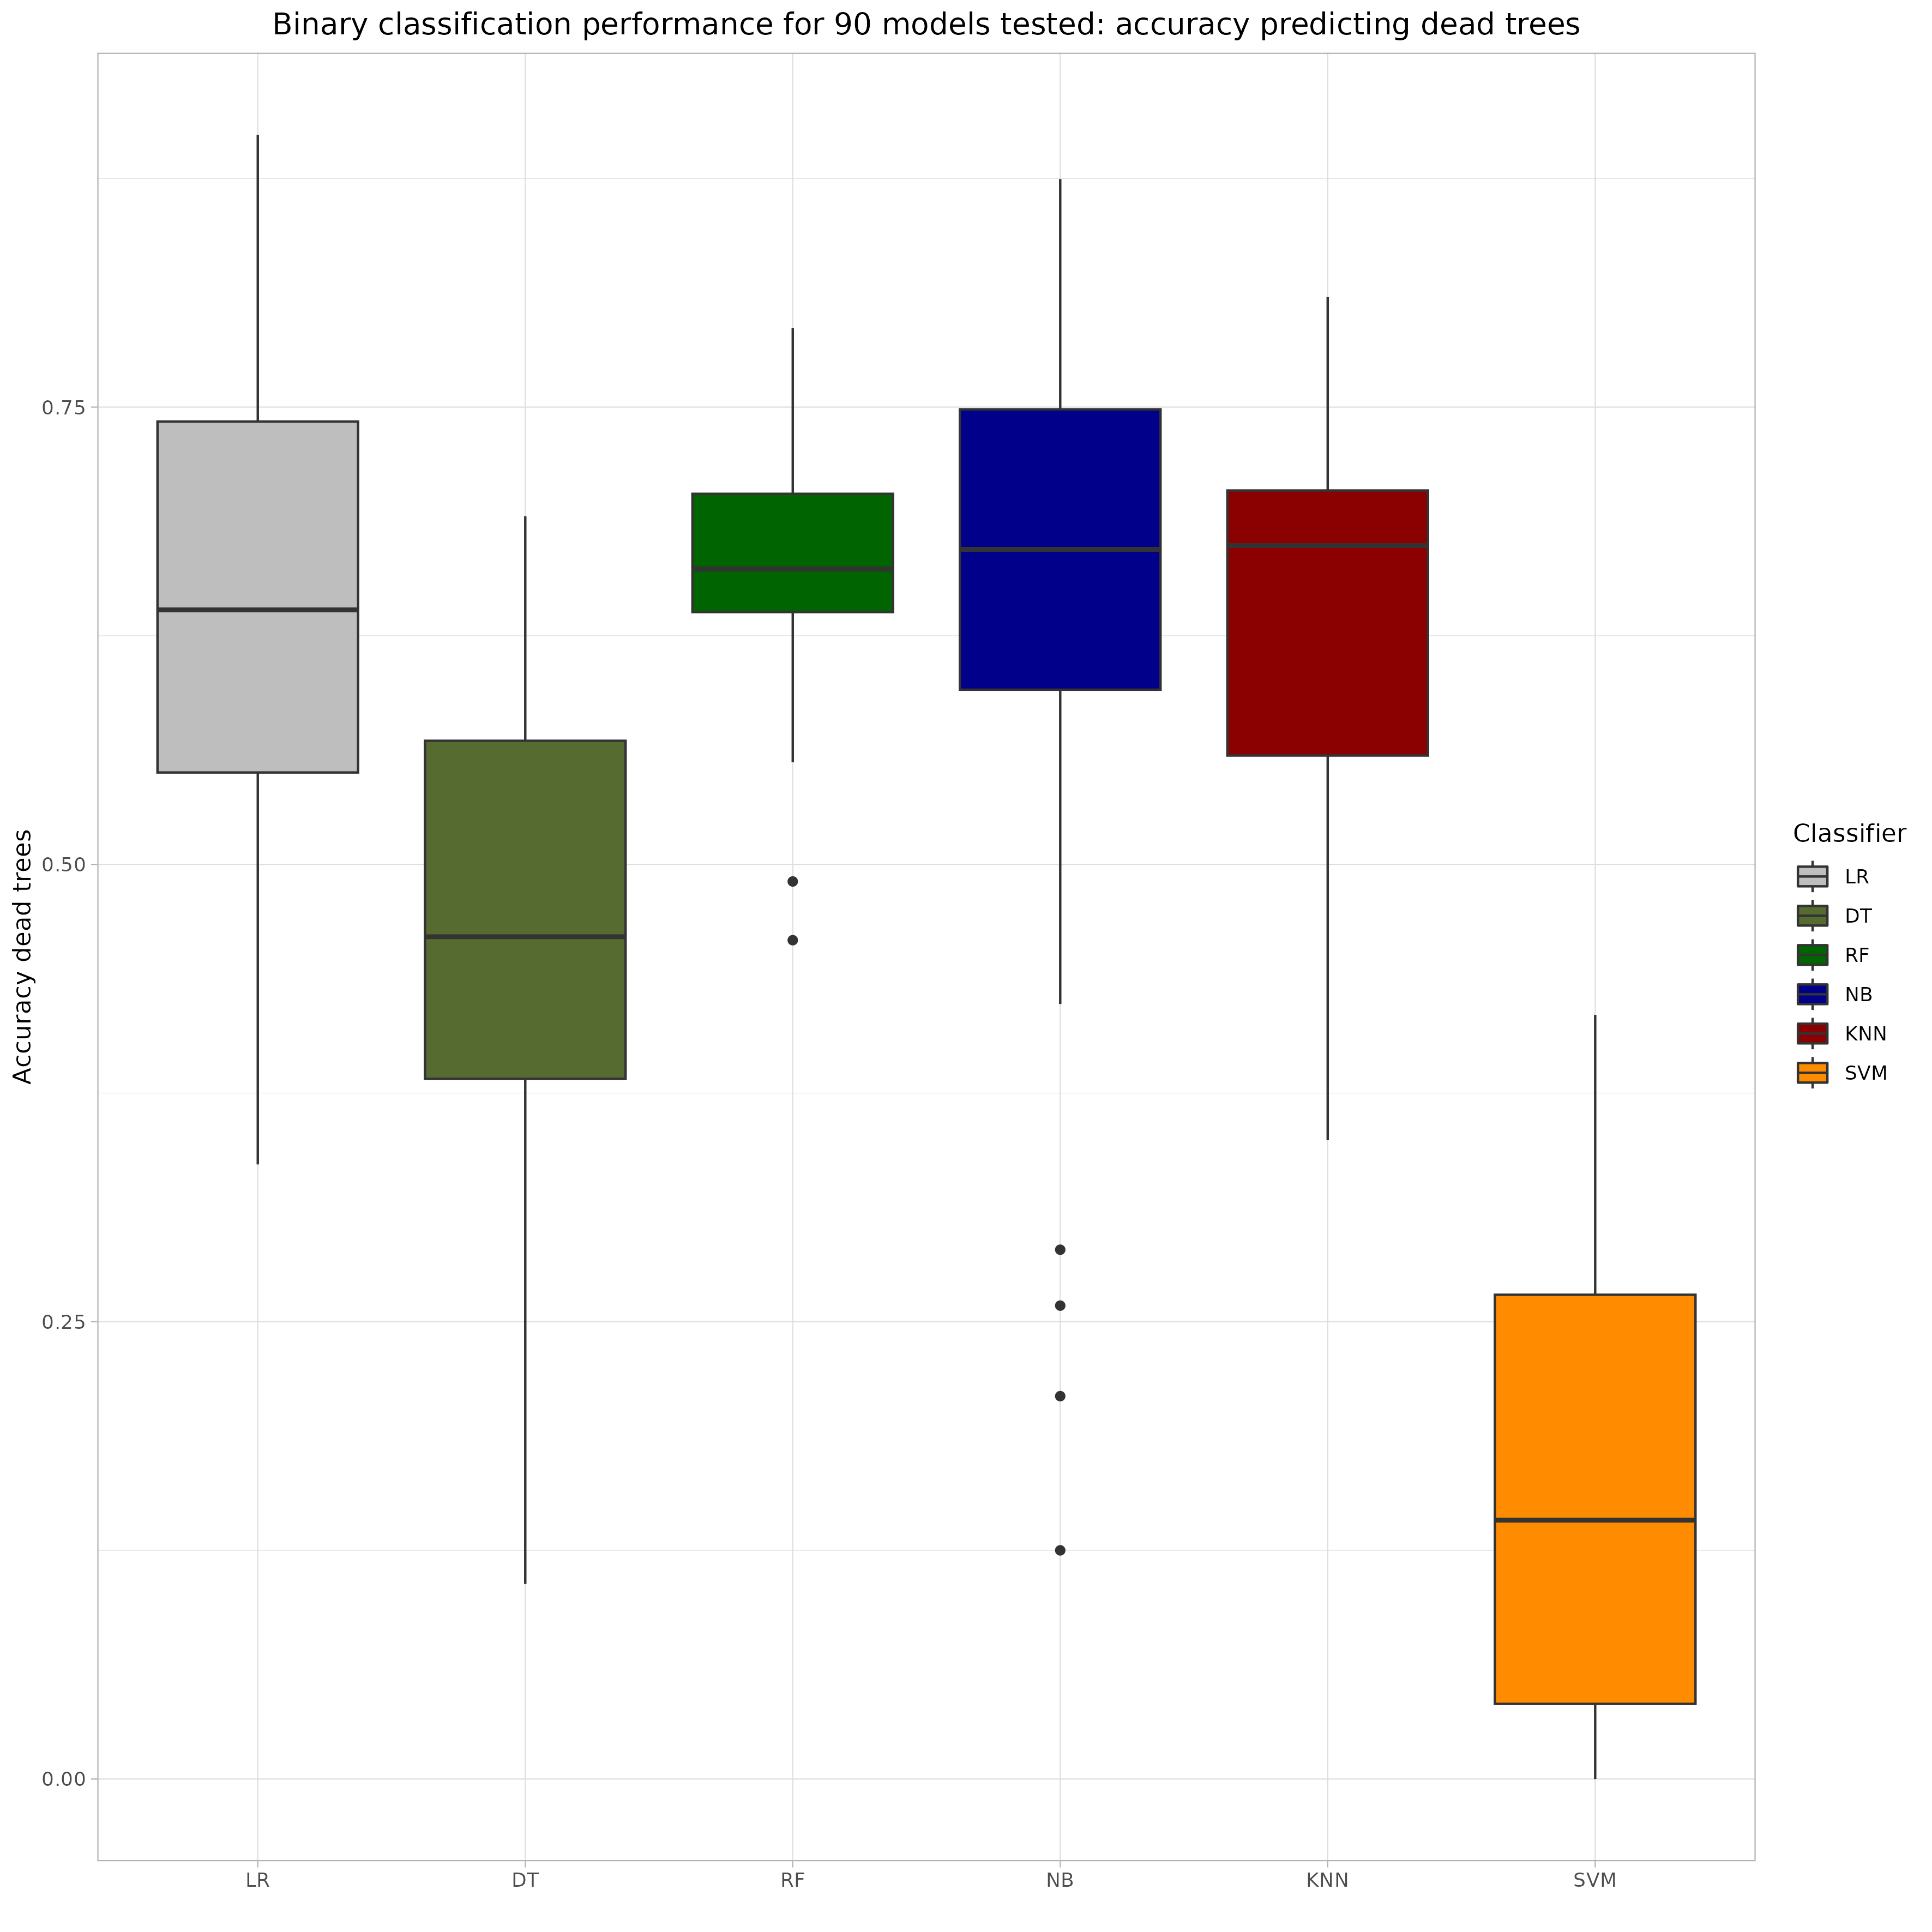 Binary classification performance for 90 models tested: accuracy predicting dead trees
Accuracy dead trees
0.75
0.50
0.25
0.00
LR
DT
RF
NB
KNN
SVM
Classifier
LR
DT
RF
NB
KNN
SVM